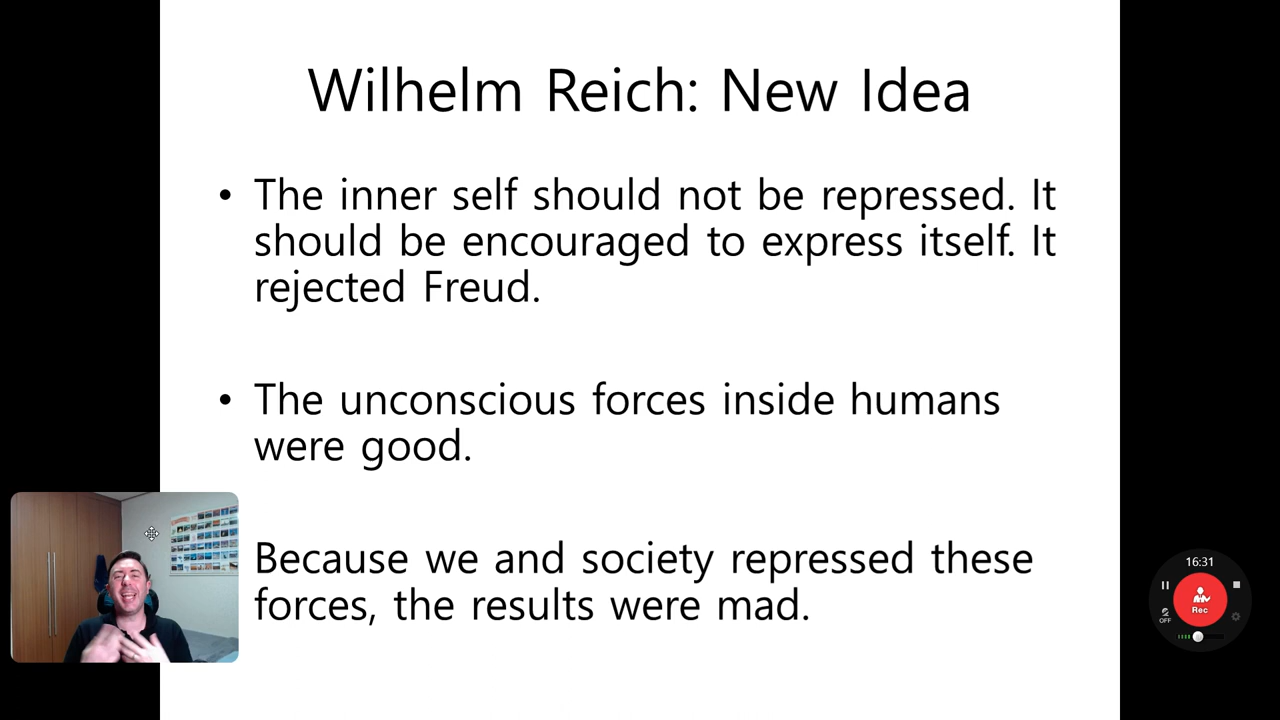 Wilhelm Reich: New Idea
• The inner self should not be repressed. It
should be encouraged to express itself. It
rejected Freud.
• The unconscious forces inside humans
were good.
Because we and society repressed these
forces, the results were mad.
16:31
Rec
OFF